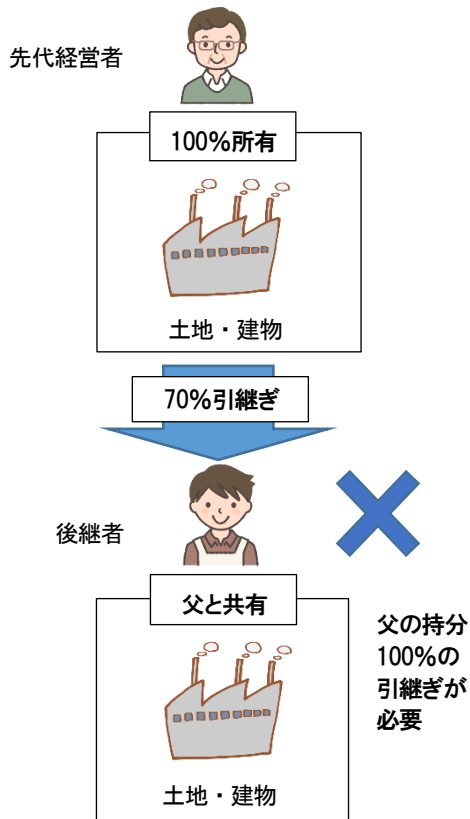 先代経営者
100%所有
土地・建物
70%引継ぎ
後継者
父と共有
父の持分
100%の
引継ぎが
必要
土地・建物